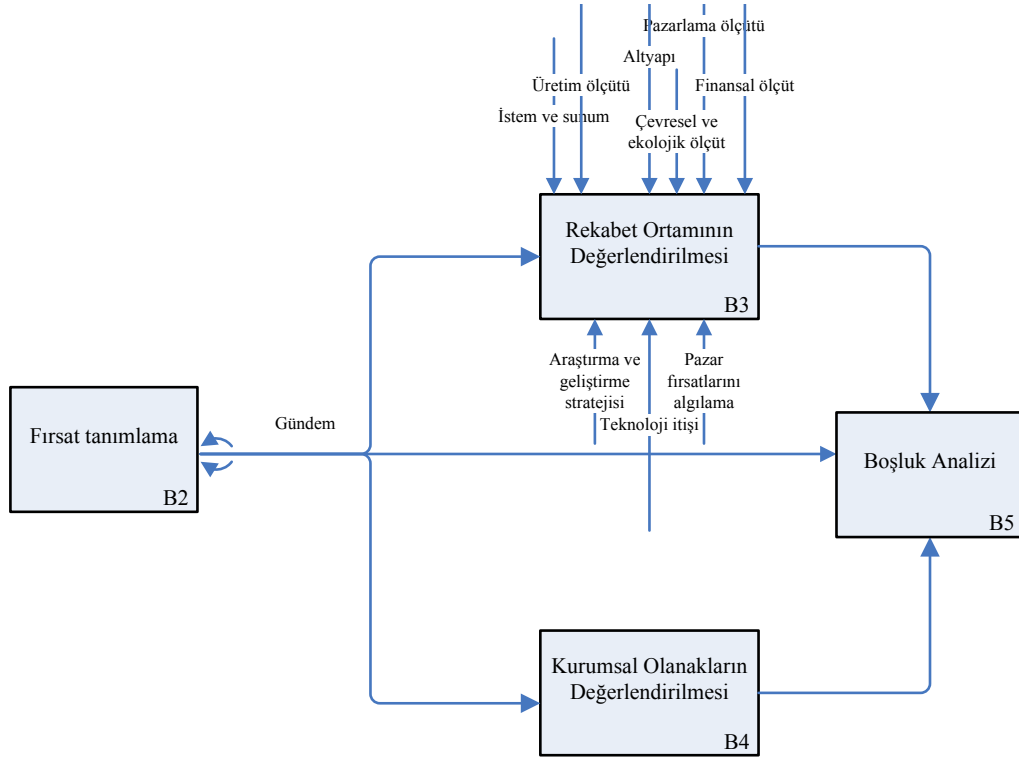 Pazarlama ölçütü
Altyapı
Üretim ölçütü
Finansal ölçüt
İstem ve sunum
Çevresel ve
ekolojik ölçüt
Rekabet Ortamının
Değerlendirilmesi
B3
Araştırma ve
geliştirme
stratejisi
Pazar
fırsatlarını
algılama
Teknoloji itişi
Gündem
Fırsat tanımlama
B2
Boşluk Analizi
B5
Kurumsal Olanakların
Değerlendirilmesi
B4